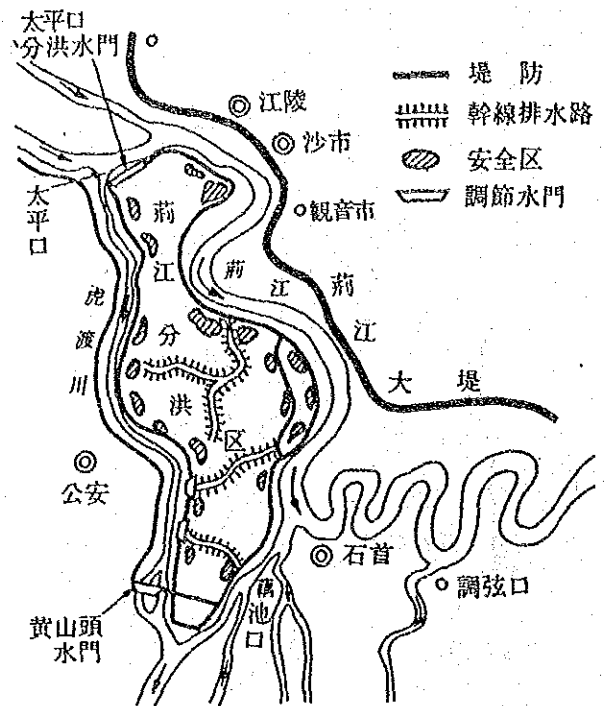 太平口
分洪水門
江陵
沙市
観音市
堤防
幹線排水路
安全区
調節水門
太平口
荊江分洪区
荊江
荊江大堤
虎渡川
公安
石首
調弦口
藕池口
黄山頭
水門